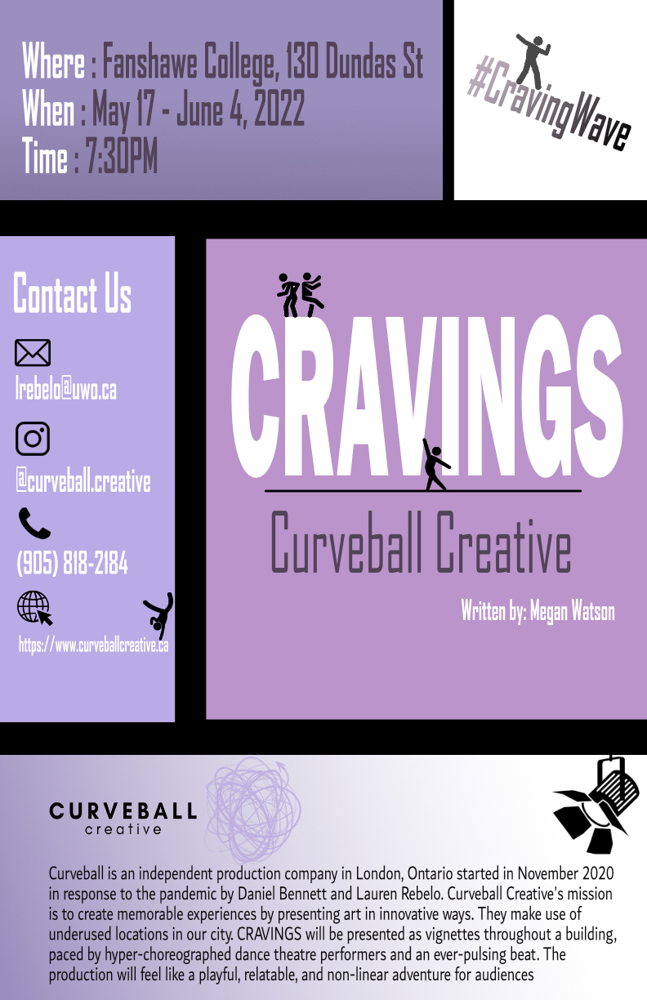 Where : Fanshawe College, 130 Dundas St
When : May 17 - June 4, 2022
Time : 7:30PM
#CravingWave
Contact Us
lrebelo@uwo.ca
@curveball.creative
(905) 818-2184
https://www.curveballcreative.ca
CRAVINGS
Curveball Creative
Written by: Megan Watson
CURVEBALL
creative
Curveball is an independent production company in London, Ontario started in November 2020
in response to the pandemic by Daniel Bennett and Lauren Rebelo. Curveball Creative's mission
is to create memorable experiences by presenting art in innovative ways. They make use of
underused locations in our city. CRAVINGS will be presented as vignettes throughout a building,
paced by hyper-choreographed dance theatre performers and an ever-pulsing beat. The
production will feel like a playful, relatable, and non-linear adventure for audiences